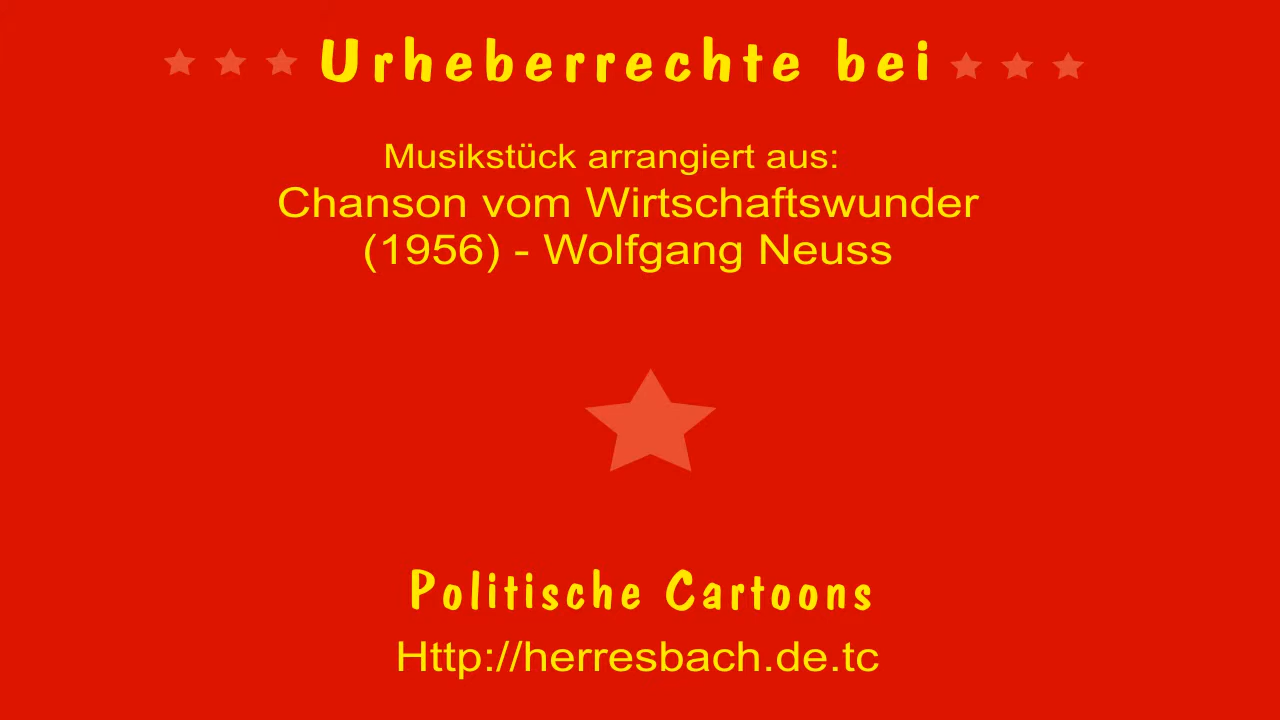 Urheberrechte bei
Musikstück arrangiert aus:
Chanson vom Wirtschaftswunder
(1956) - Wolfgang Neuss
Politische Cartoons
Http://herresbach.de.tc